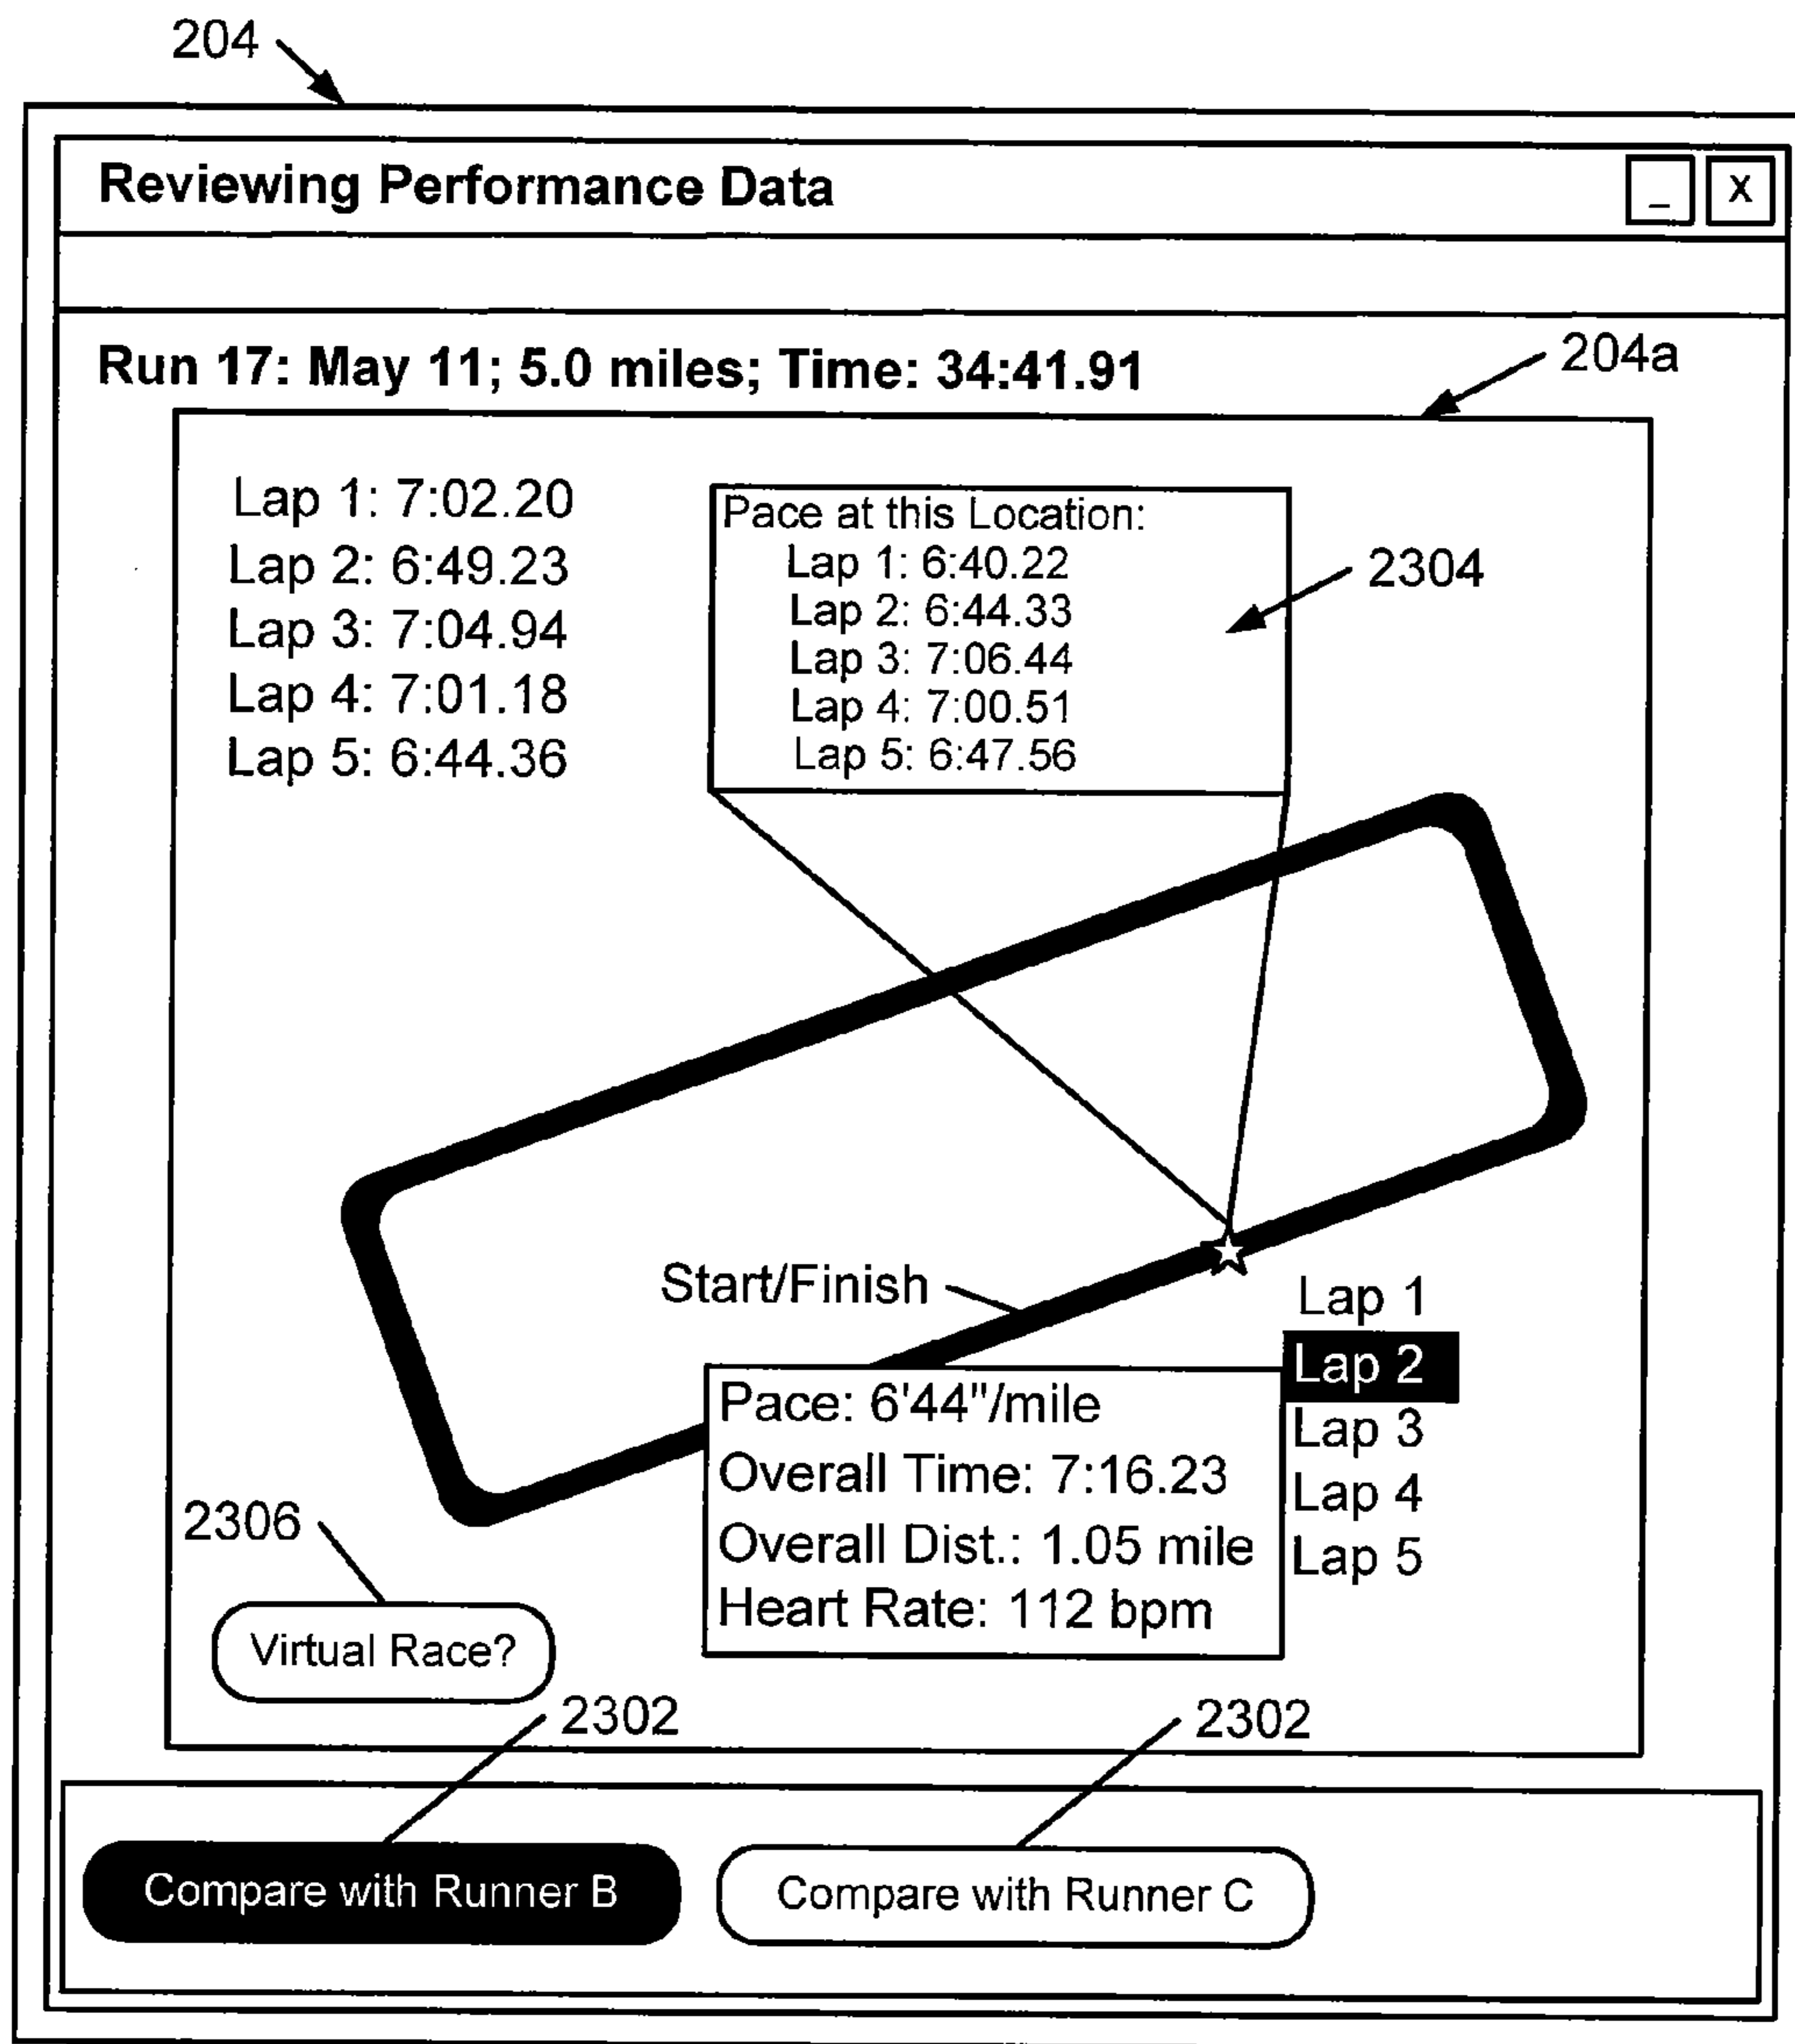 204
Reviewing Performance Data
_ X
Run 17: May 11; 5.0 miles; Time: 34:41.91
204a
Lap 1: 7:02.20
Lap 2: 6:49.23
Lap 3: 7:04.94
Lap 4: 7:01.18
Lap 5: 6:44.36
Pace at this Location:
Lap 1: 6:40.22
Lap 2: 6:44.33
Lap 3: 7:06.44
Lap 4: 7:00.51
Lap 5: 6:47.56
2304
Start/Finish
Lap 1
Lap 2
Lap 3
Lap 4
Lap 5
Pace: 6'44"/mile
Overall Time: 7:16.23
Overall Dist.: 1.05 mile
Heart Rate: 112 bpm
2306
Virtual Race?
2302
2302
Compare with Runner B
Compare with Runner C